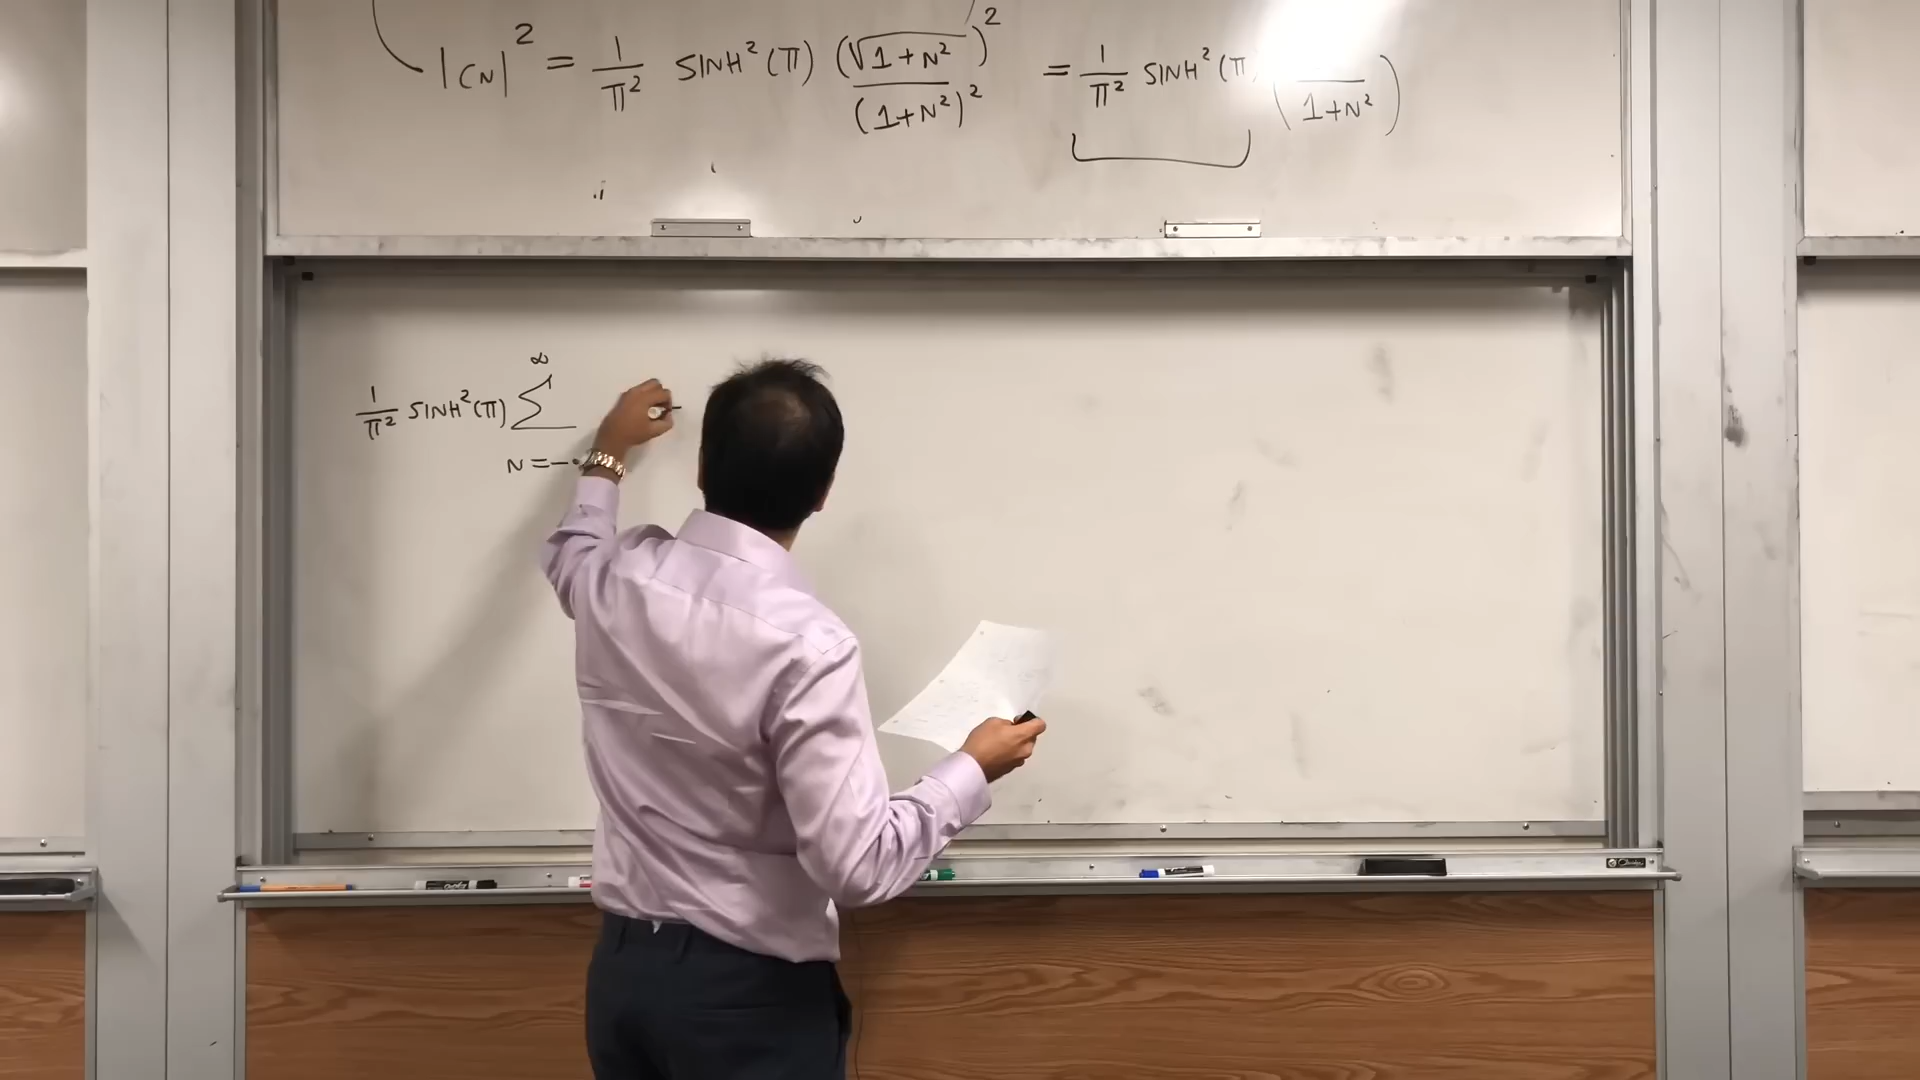 |CN|² = 1/π² SINH²(π) (√(1+N²))²/(1+N²)² = 1/π² SINH²(π (1/(1+N²))
1/π² SINH²(π) ∑ ∞ N=-